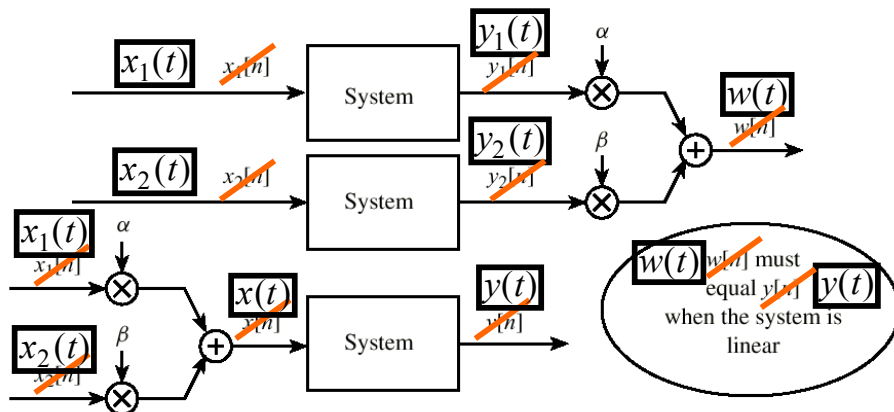 x₁(t) x₁[n]
System
y₁(t)
y₁[n]
α
x₂(t) x₂[n]
System
y₂(t)
y₂[n]
β
+
w(t)
w[n]
x₁(t)
x₁[n]
α
x₂(t)
x₂[n]
β
+
x(t)
x[n]
System
y(t)
y[n]
w(t) w[n] must
equal y[n] y(t)
when the system is
linear